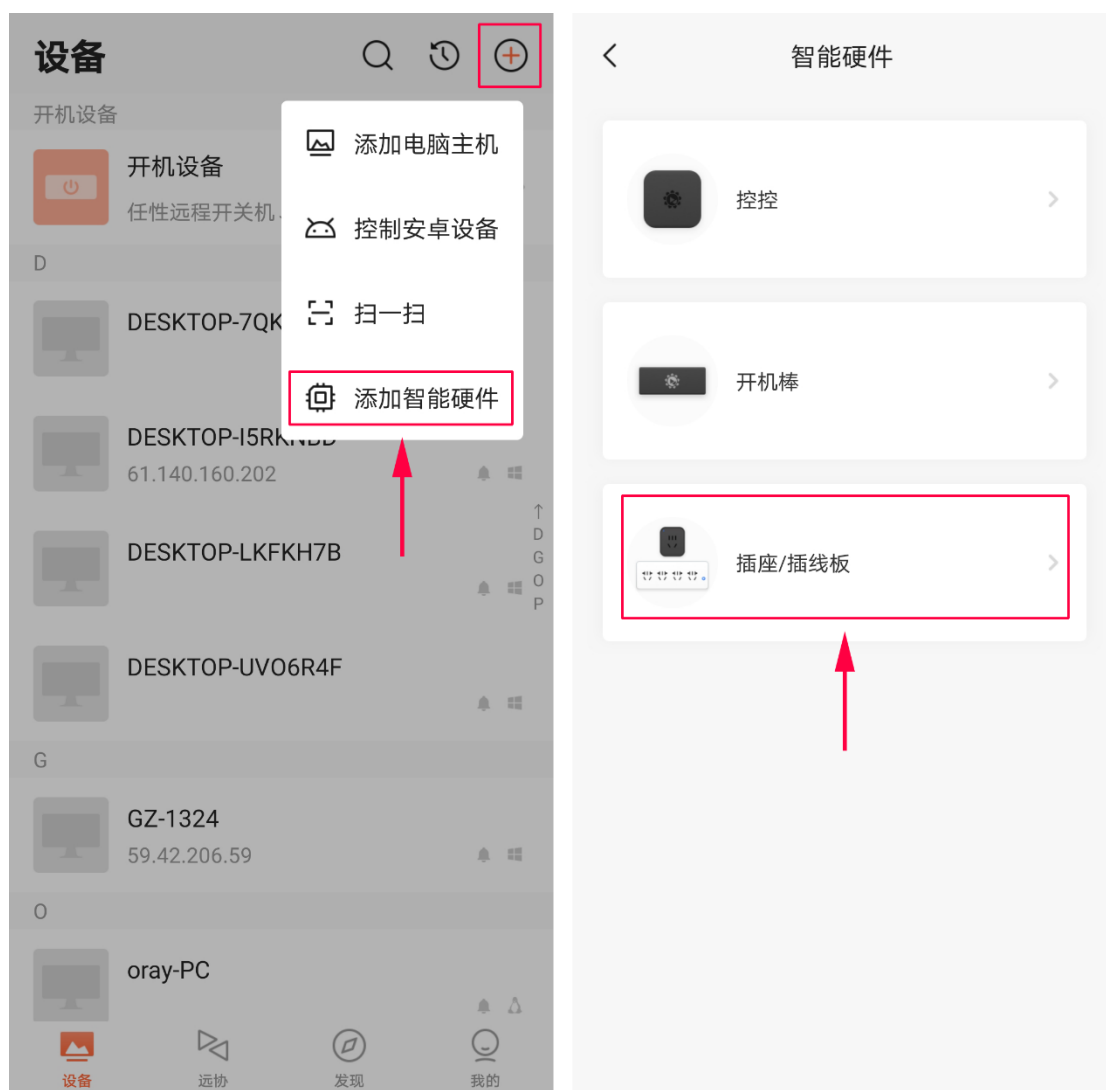 设备
开机设备
开机设备
任性远程开关机
添加电脑主机
控制安卓设备
扫一扫
添加智能硬件
D
DESKTOP-7QK
DESKTOP-I5RKNBD
61.140.160.202
DESKTOP-LKFKH7B
DESKTOP-UVO6R4F
G
GZ-1324
59.42.206.59
O
oray-PC
↑
D
G
O
P
设备
远协
发现
我的
智能硬件
控控
开机棒
插座/插线板